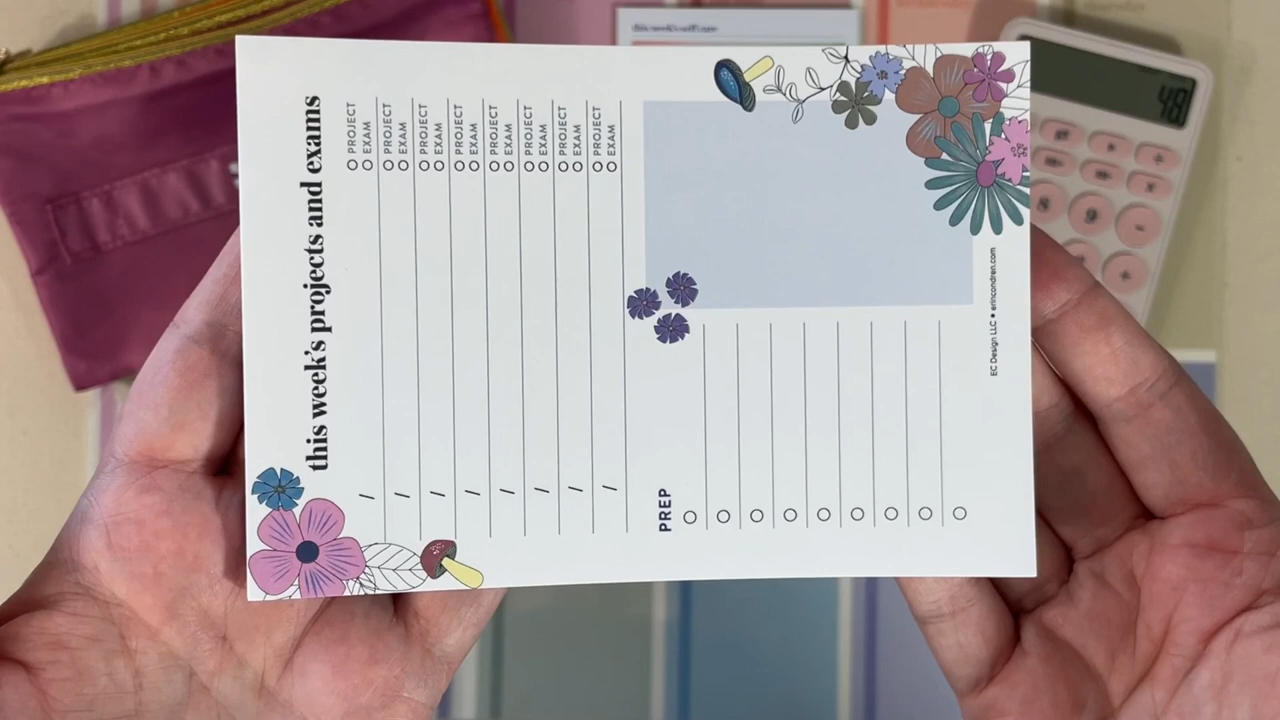 this week's projects and exams
○ PROJECT
○ EXAM
/
○ PROJECT
○ EXAM
/
○ PROJECT
○ EXAM
/
○ PROJECT
○ EXAM
/
○ PROJECT
○ EXAM
/
○ PROJECT
○ EXAM
/
○ PROJECT
○ EXAM
/
○ PROJECT
○ EXAM
/
PREP
EC Design LLC • erincondren.com
48